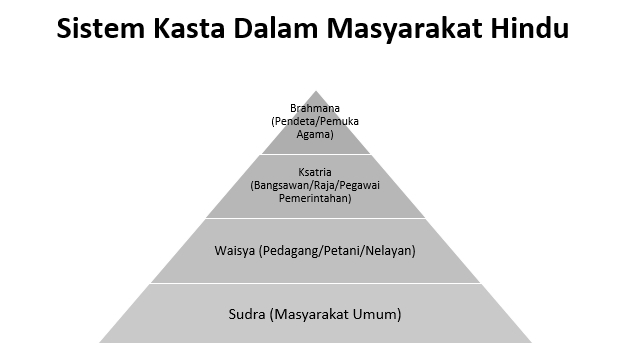 Sistem Kasta Dalam Masyarakat Hindu
Brahmana
(Pendeta/Pemuka
Agama)
Ksatria
(Bangsawan/Raja/Pegawai
Pemerintahan)
Waisya (Pedagang/Petani/Nelayan)
Sudra (Masyarakat Umum)